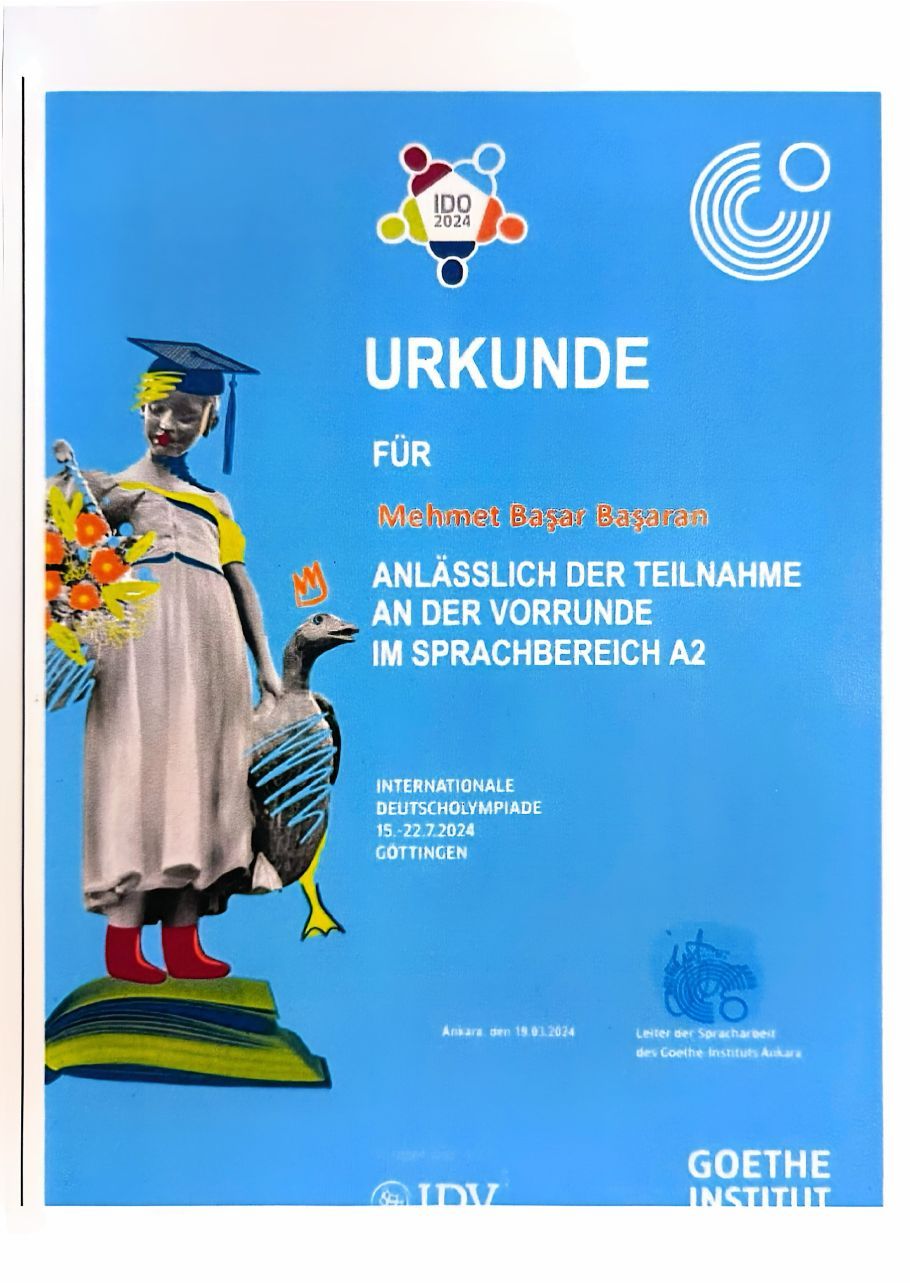 IDO
2024
URKUNDE
FÜR
Mehmet Başar Başaran
ANLÄSSLICH DER TEILNAHME
AN DER VORRUNDE
IM SPRACHBEREICH A2
INTERNATIONALE
DEUTSCHOLYMPIADE
15.-22.7.2024
GÖTTINGEN
Ankara, den 19.03.2024
Leiter der Spracharbeit
des Goethe-Instituts Ankara
IDV
GOETHE
INSTITUT